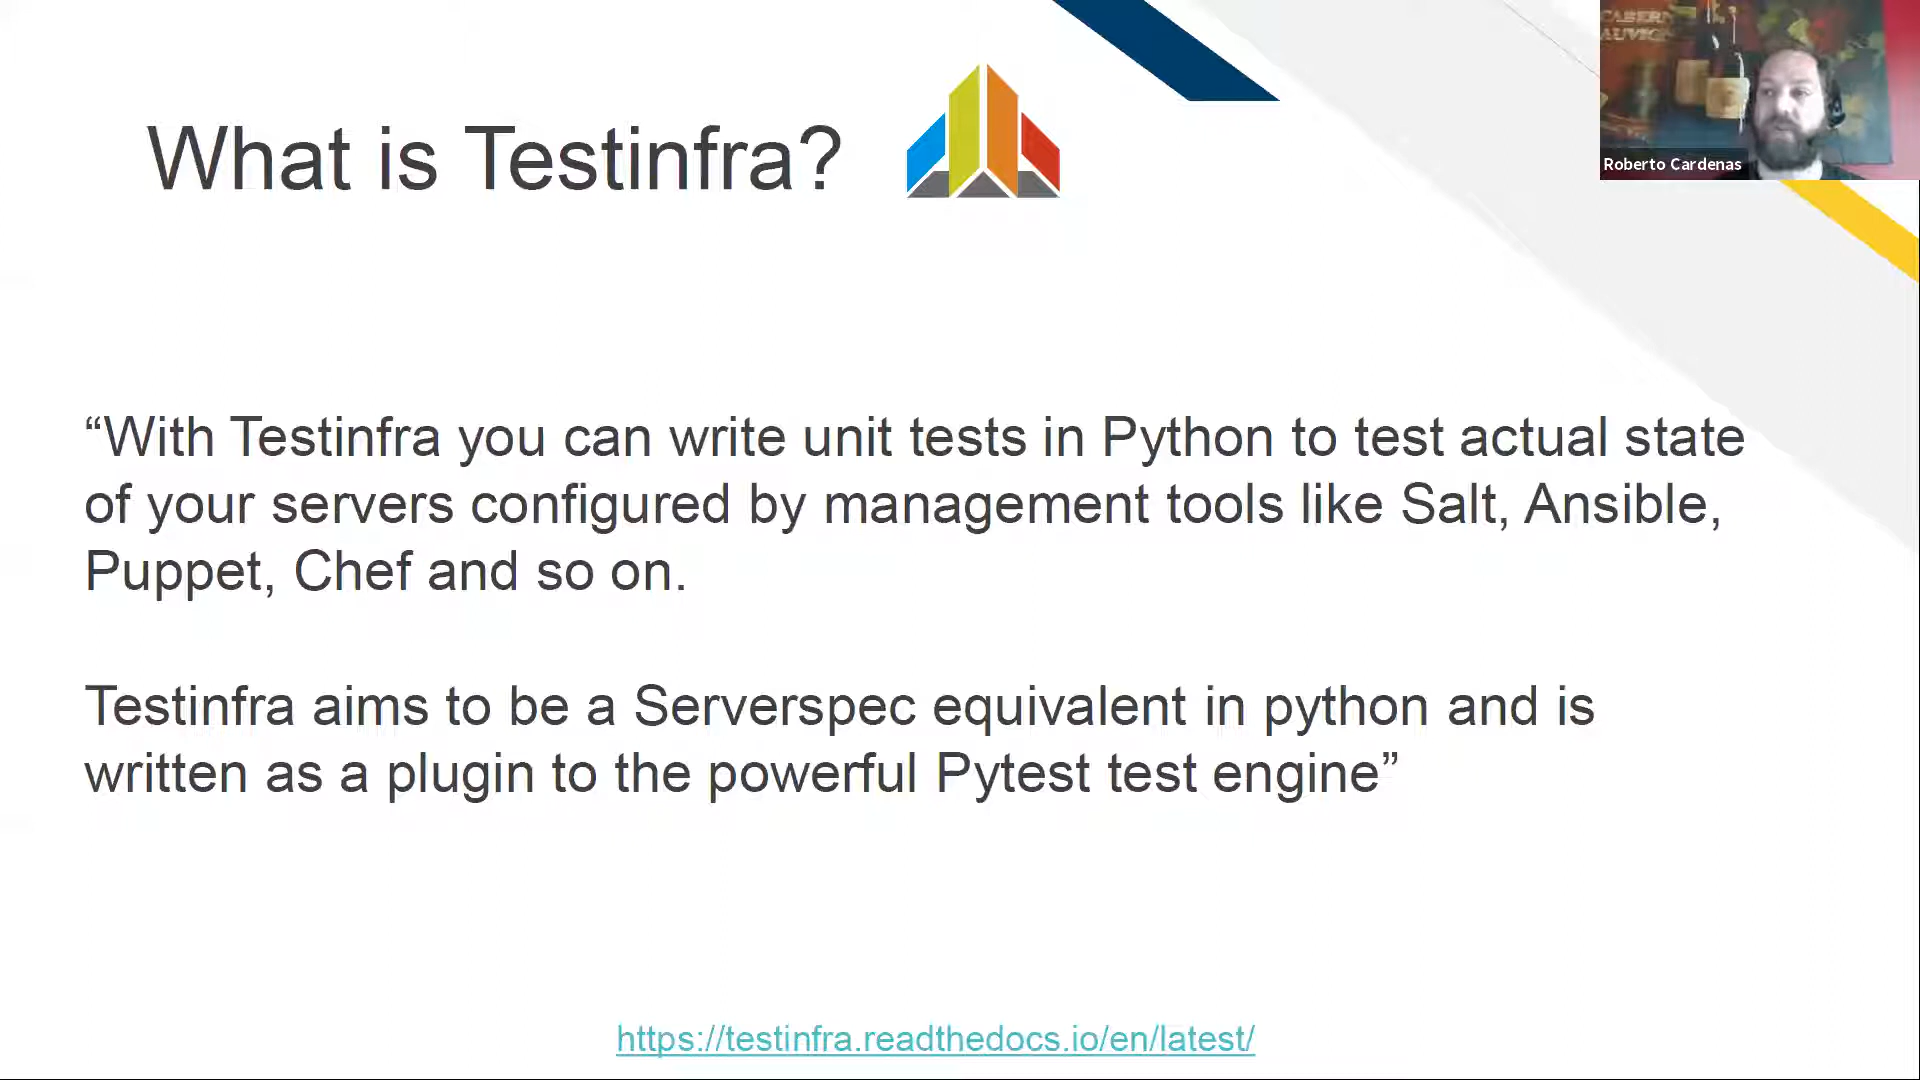 What is Testinfra?
CABERN
AUVIGN
Roberto Cardenas
“With Testinfra you can write unit tests in Python to test actual state
of your servers configured by management tools like Salt, Ansible,
Puppet, Chef and so on.
Testinfra aims to be a Serverspec equivalent in python and is
written as a plugin to the powerful Pytest test engine”
https://testinfra.readthedocs.io/en/latest/